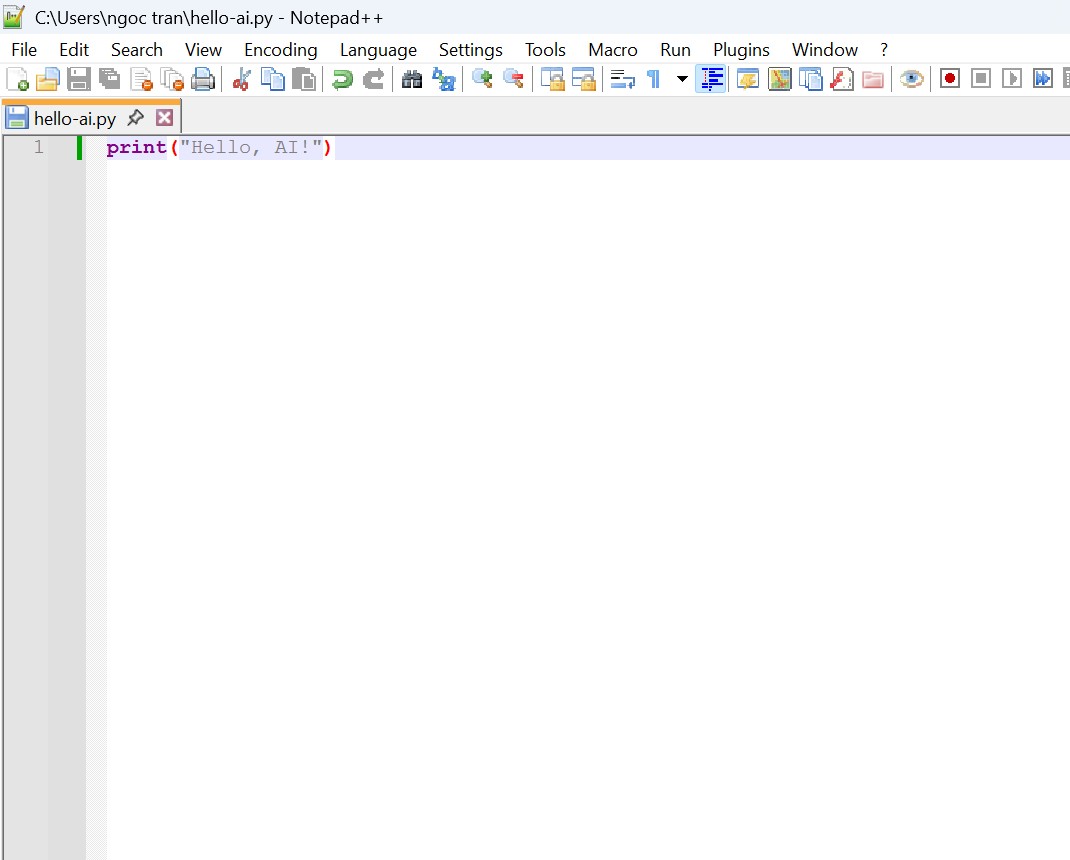 C:\Users\ngoc tran\hello-ai.py - Notepad++
File Edit Search View Encoding Language Settings Tools Macro Run Plugins Window ?
hello-ai.py
1 print("Hello, AI!")